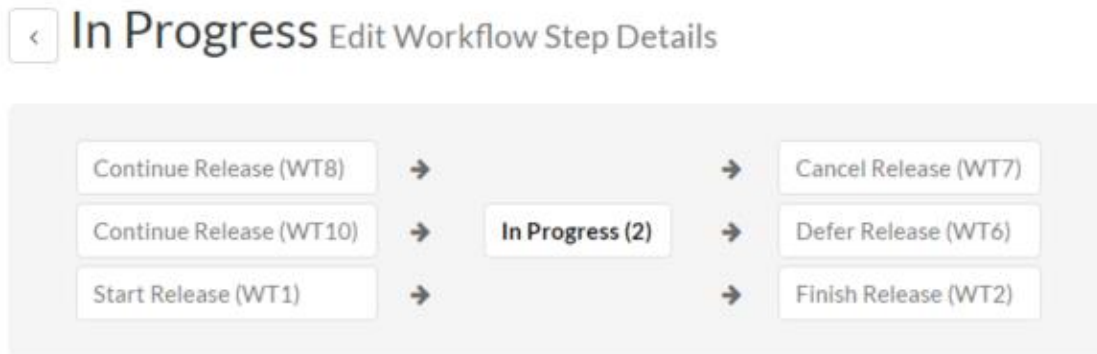 In Progress Edit Workflow Step Details
Continue Release (WT8) Cancel Release (WT7)
Continue Release (WT10) In Progress (2) Defer Release (WT6)
Start Release (WT1) Finish Release (WT2)